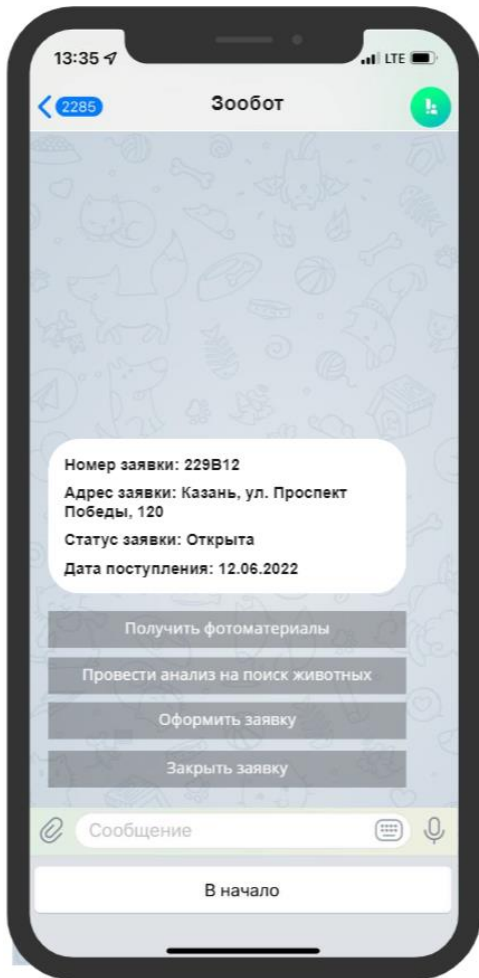 13:35
LTE
2285
Зообот
Номер заявки: 229В12
Адрес заявки: Казань, ул. Проспект
Победы, 120
Статус заявки: Открыта
Дата поступления: 12.06.2022
Получить фотоматериалы
Провести анализ на поиск животных
Оформить заявку
Закрыть заявку
Сообщение
В начало